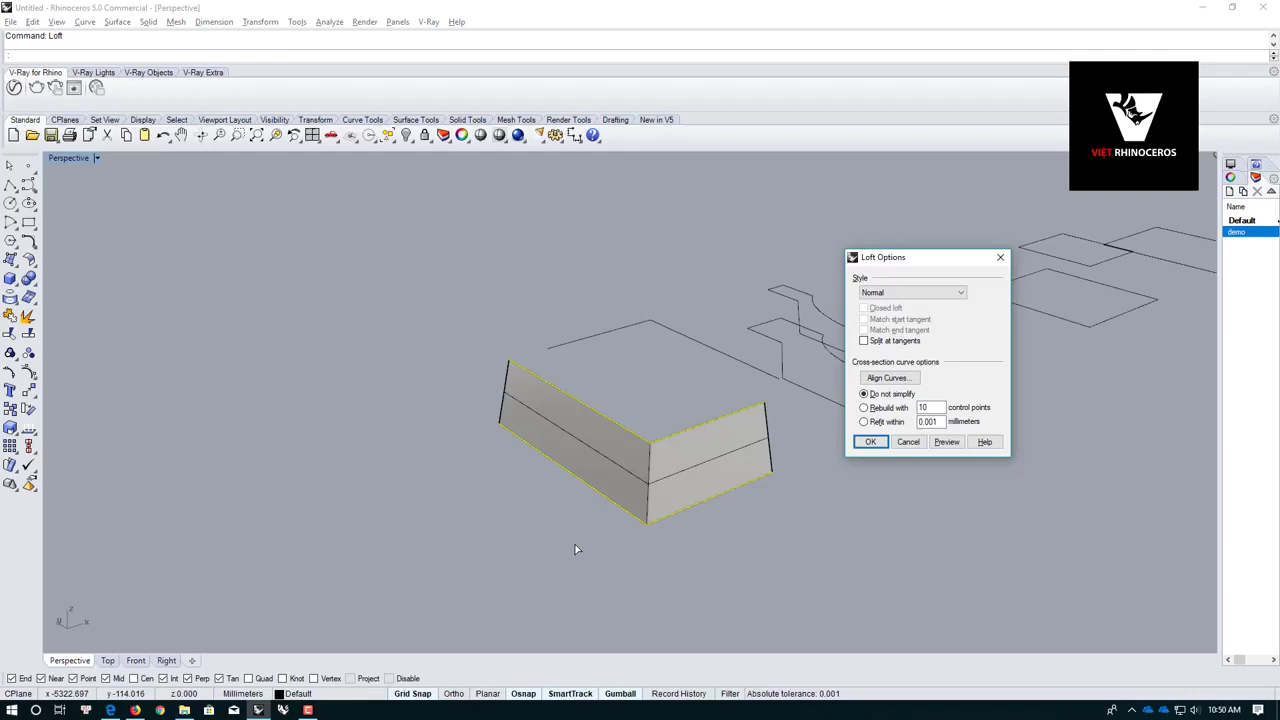 Untitled - Rhinoceros 5.0 Commercial - [Perspective]
File Edit View Curve Surface Solid Mesh Dimension Transform Tools Analyze Render Panels V-Ray Help
Command: Loft
:
V-Ray for Rhino V-Ray Lights V-Ray Objects V-Ray Extra
VIỆT RHINOCEROS
Standard CPlanes Set View Display Select Viewport Layout Visibility Transform Curve Tools Surface Tools Solid Tools Mesh Tools Render Tools Drafting New in V5
Perspective
Name
Default
demo
Loft Options
Style
Normal
Closed loft
Match start tangent
Match end tangent
Split at tangents
Cross-section curve options
Align Curves...
Do not simplify
Rebuild with 10 control points
Refit within 0.001 millimeters
OK Cancel Preview Help
z
y x
Perspective Top Front Right
End Near Point Mid Cen Int Perp Tan Quad Knot Vertex Project Disable
CPlane x -5322.697 y -114.016 z 0.000 Millimeters Default Grid Snap Ortho Planar Osnap SmartTrack Gumball Record History Filter Absolute tolerance: 0.001
10:50 AM